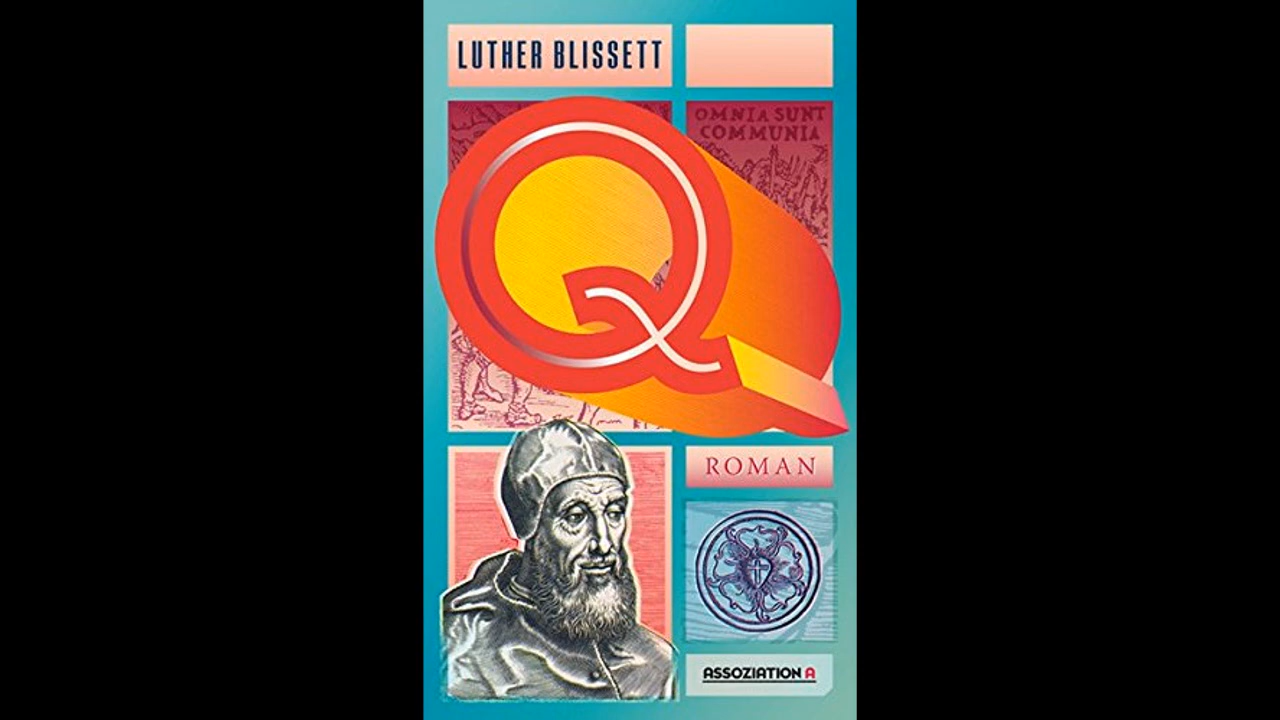 LUTHER BLISSETT
OMNIA SUNT
COMMUNIA
Q
ROMAN
ASSOZIATION A